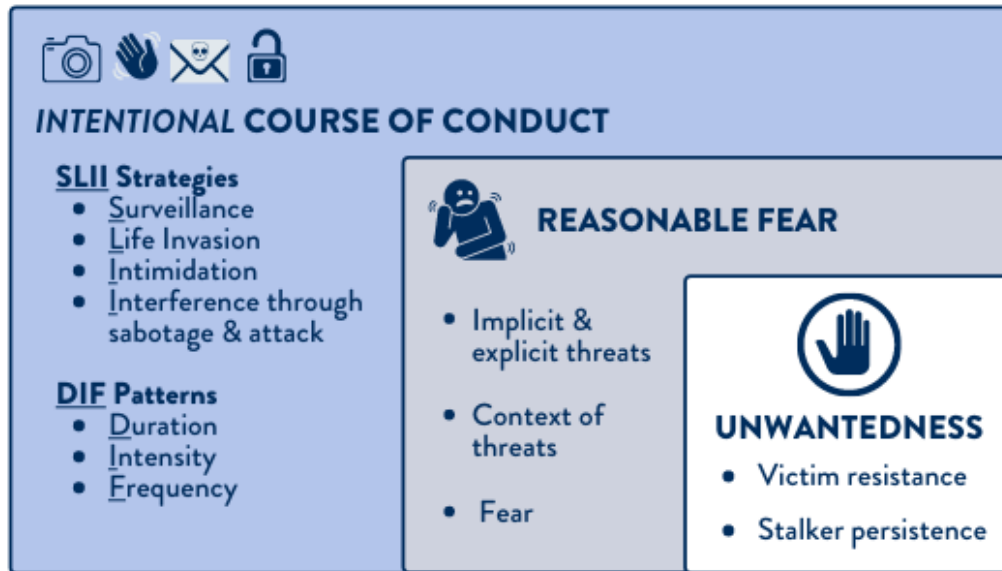 INTENTIONAL COURSE OF CONDUCT
SLII Strategies
• Surveillance
• Life Invasion
• Intimidation
• Interference through
sabotage & attack
DIF Patterns
• Duration
• Intensity
• Frequency
REASONABLE FEAR
• Implicit &
explicit threats
• Context of
threats
• Fear
UNWANTEDNESS
• Victim resistance
• Stalker persistence